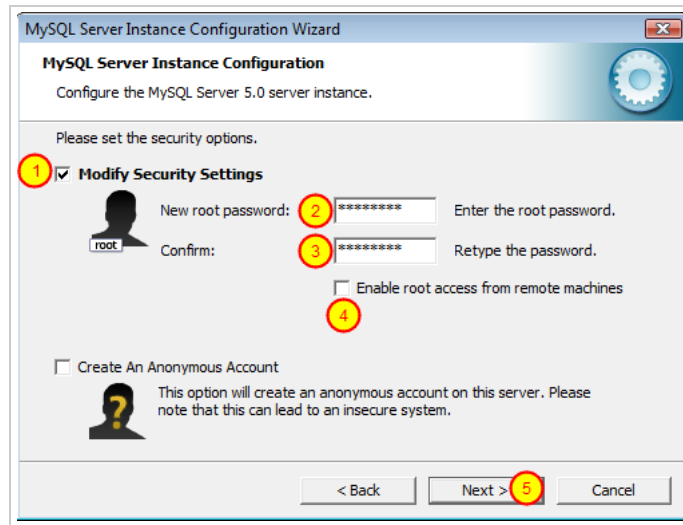 MySQL Server Instance Configuration Wizard
MySQL Server Instance Configuration
Configure the MySQL Server 5.0 server instance.
Please set the security options.
1 Modify Security Settings
New root password: 2 ******** Enter the root password.
root
Confirm: 3 ******** Retype the password.
Enable root access from remote machines
4
Create An Anonymous Account
? This option will create an anonymous account on this server. Please
note that this can lead to an insecure system.
< Back Next > 5 Cancel